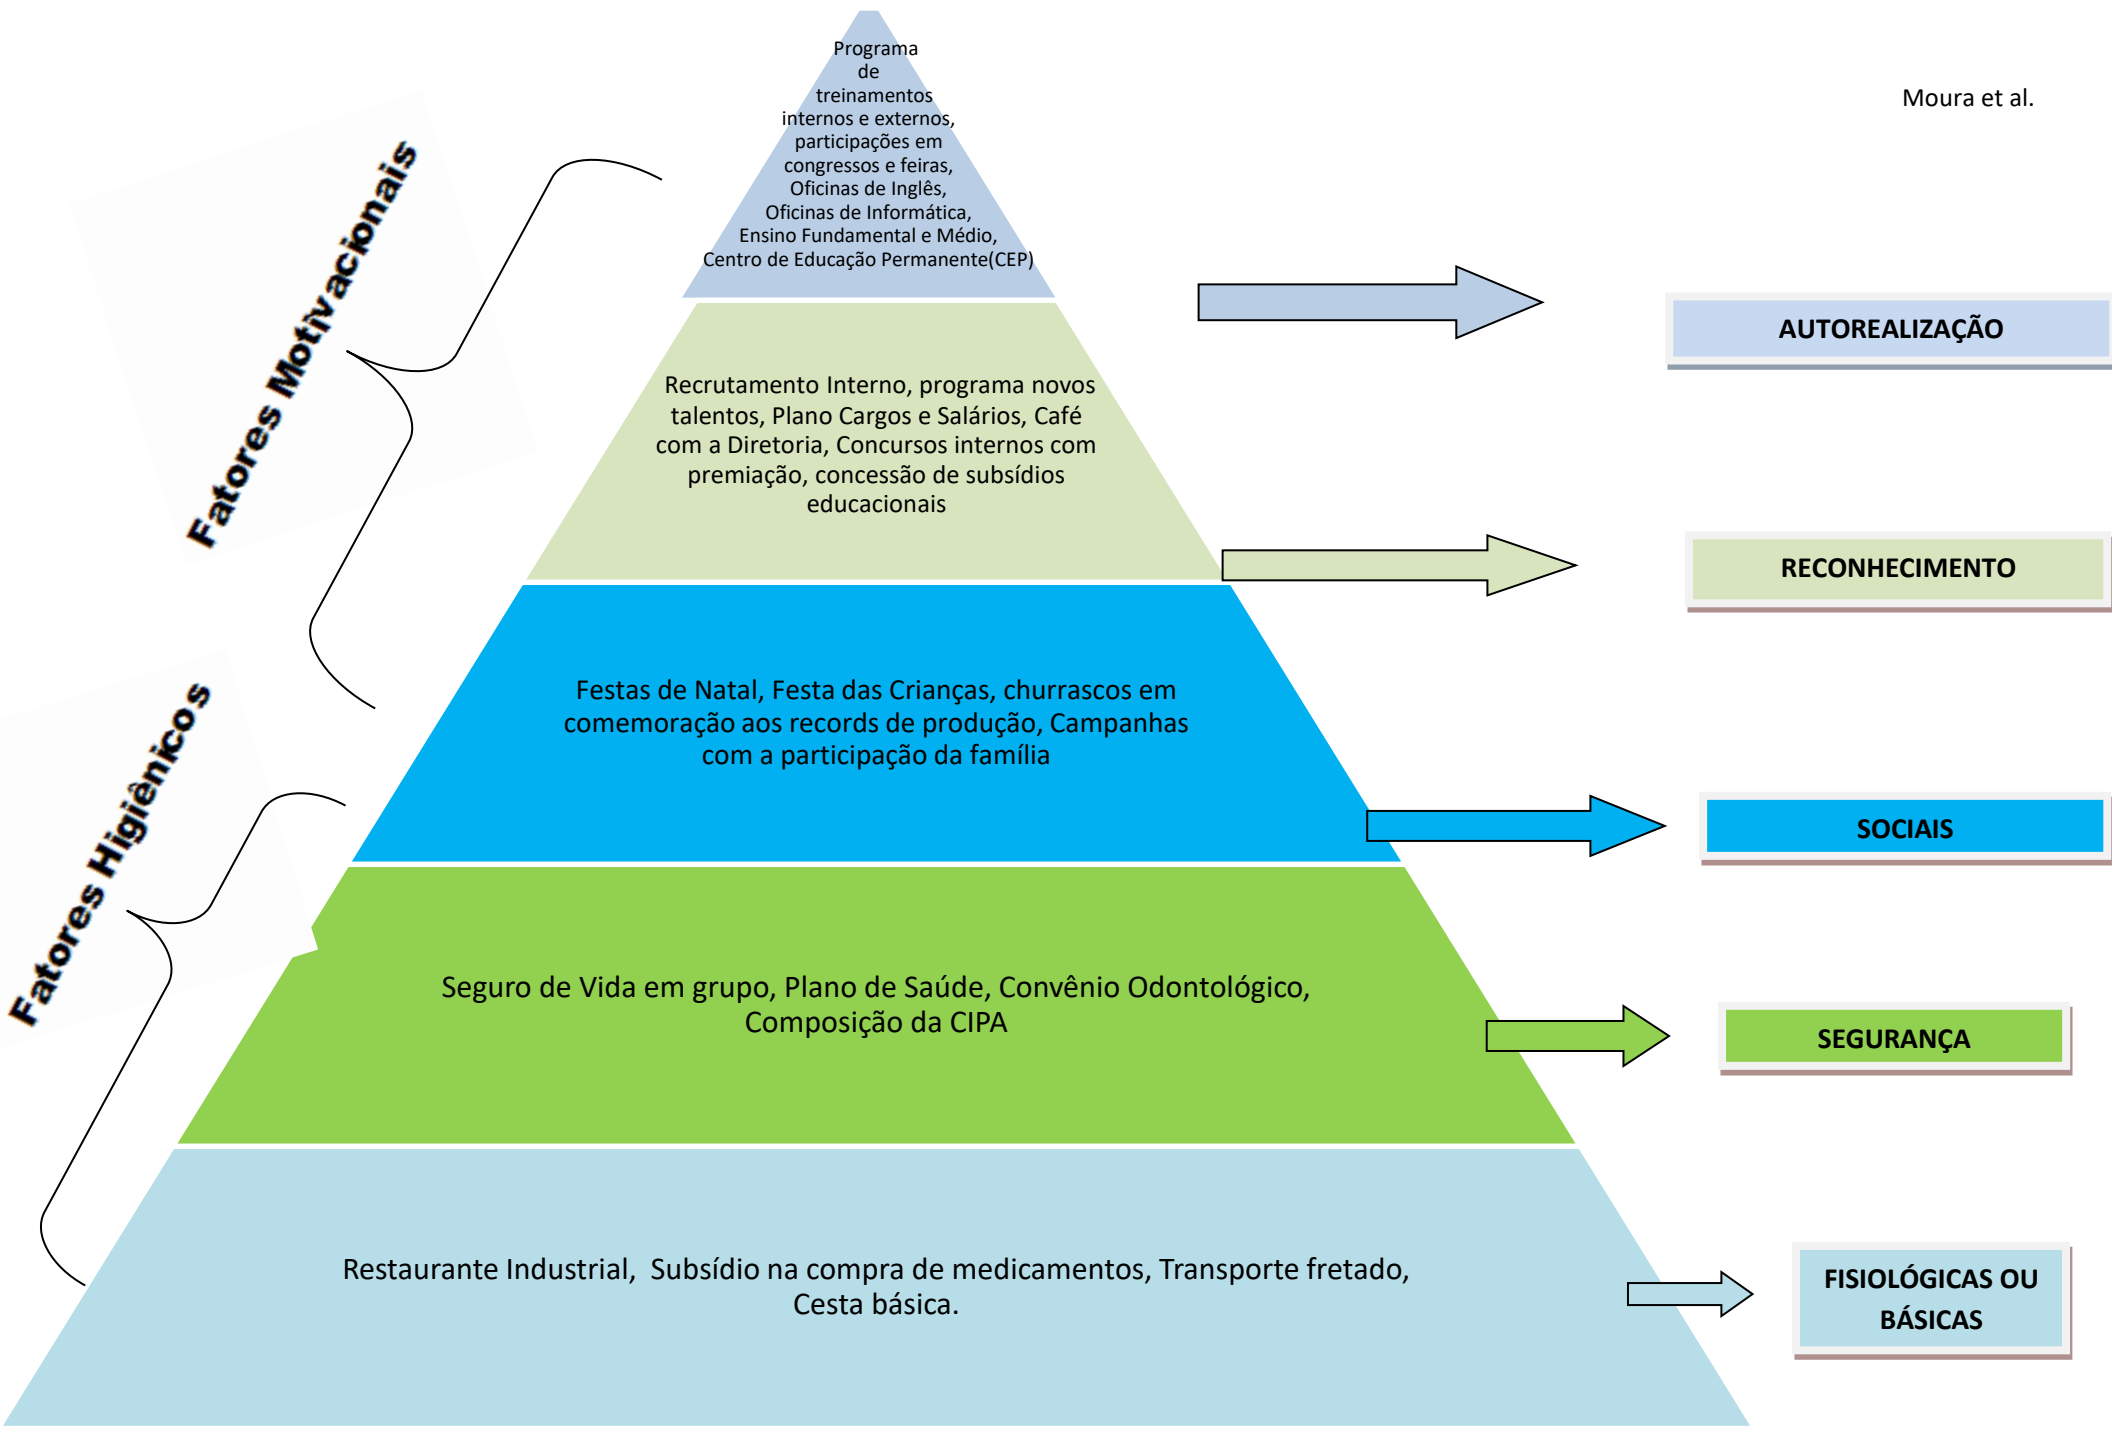 Programa
de
treinamentos
internos e externos,
participações em
congressos e feiras,
Oficinas de Inglês,
Oficinas de Informática,
Ensino Fundamental e Médio,
Centro de Educação Permanente(CEP)
Moura et al.
Fatores Motivacionais
AUTOREALIZAÇÃO
Recrutamento Interno, programa novos
talentos, Plano Cargos e Salários, Café
com a Diretoria, Concursos internos com
premiação, concessão de subsídios
educacionais
RECONHECIMENTO
Festas de Natal, Festa das Crianças, churrascos em
comemoração aos records de produção, Campanhas
com a participação da família
SOCIAIS
Fatores Higiênicos
Seguro de Vida em grupo, Plano de Saúde, Convênio Odontológico,
Composição da CIPA
SEGURANÇA
Restaurante Industrial,  Subsídio na compra de medicamentos, Transporte fretado,
Cesta básica.
FISIOLÓGICAS OU
BÁSICAS